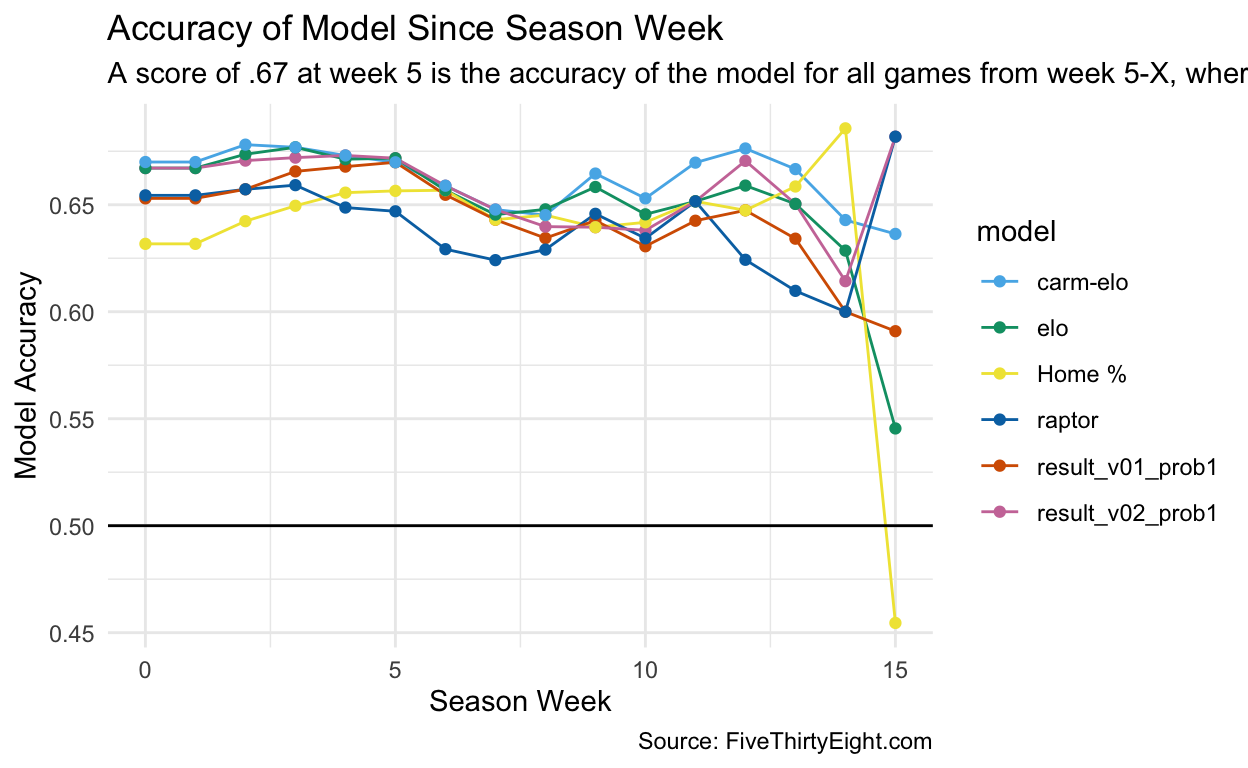 Accuracy of Model Since Season Week
A score of .67 at week 5 is the accuracy of the model for all games from week 5-X, wher
Model Accuracy
0.65
0.60
0.55
0.50
0.45
0 5 10 15
Season Week
model
carm-elo
elo
Home %
raptor
result_v01_prob1
result_v02_prob1
Source: FiveThirtyEight.com